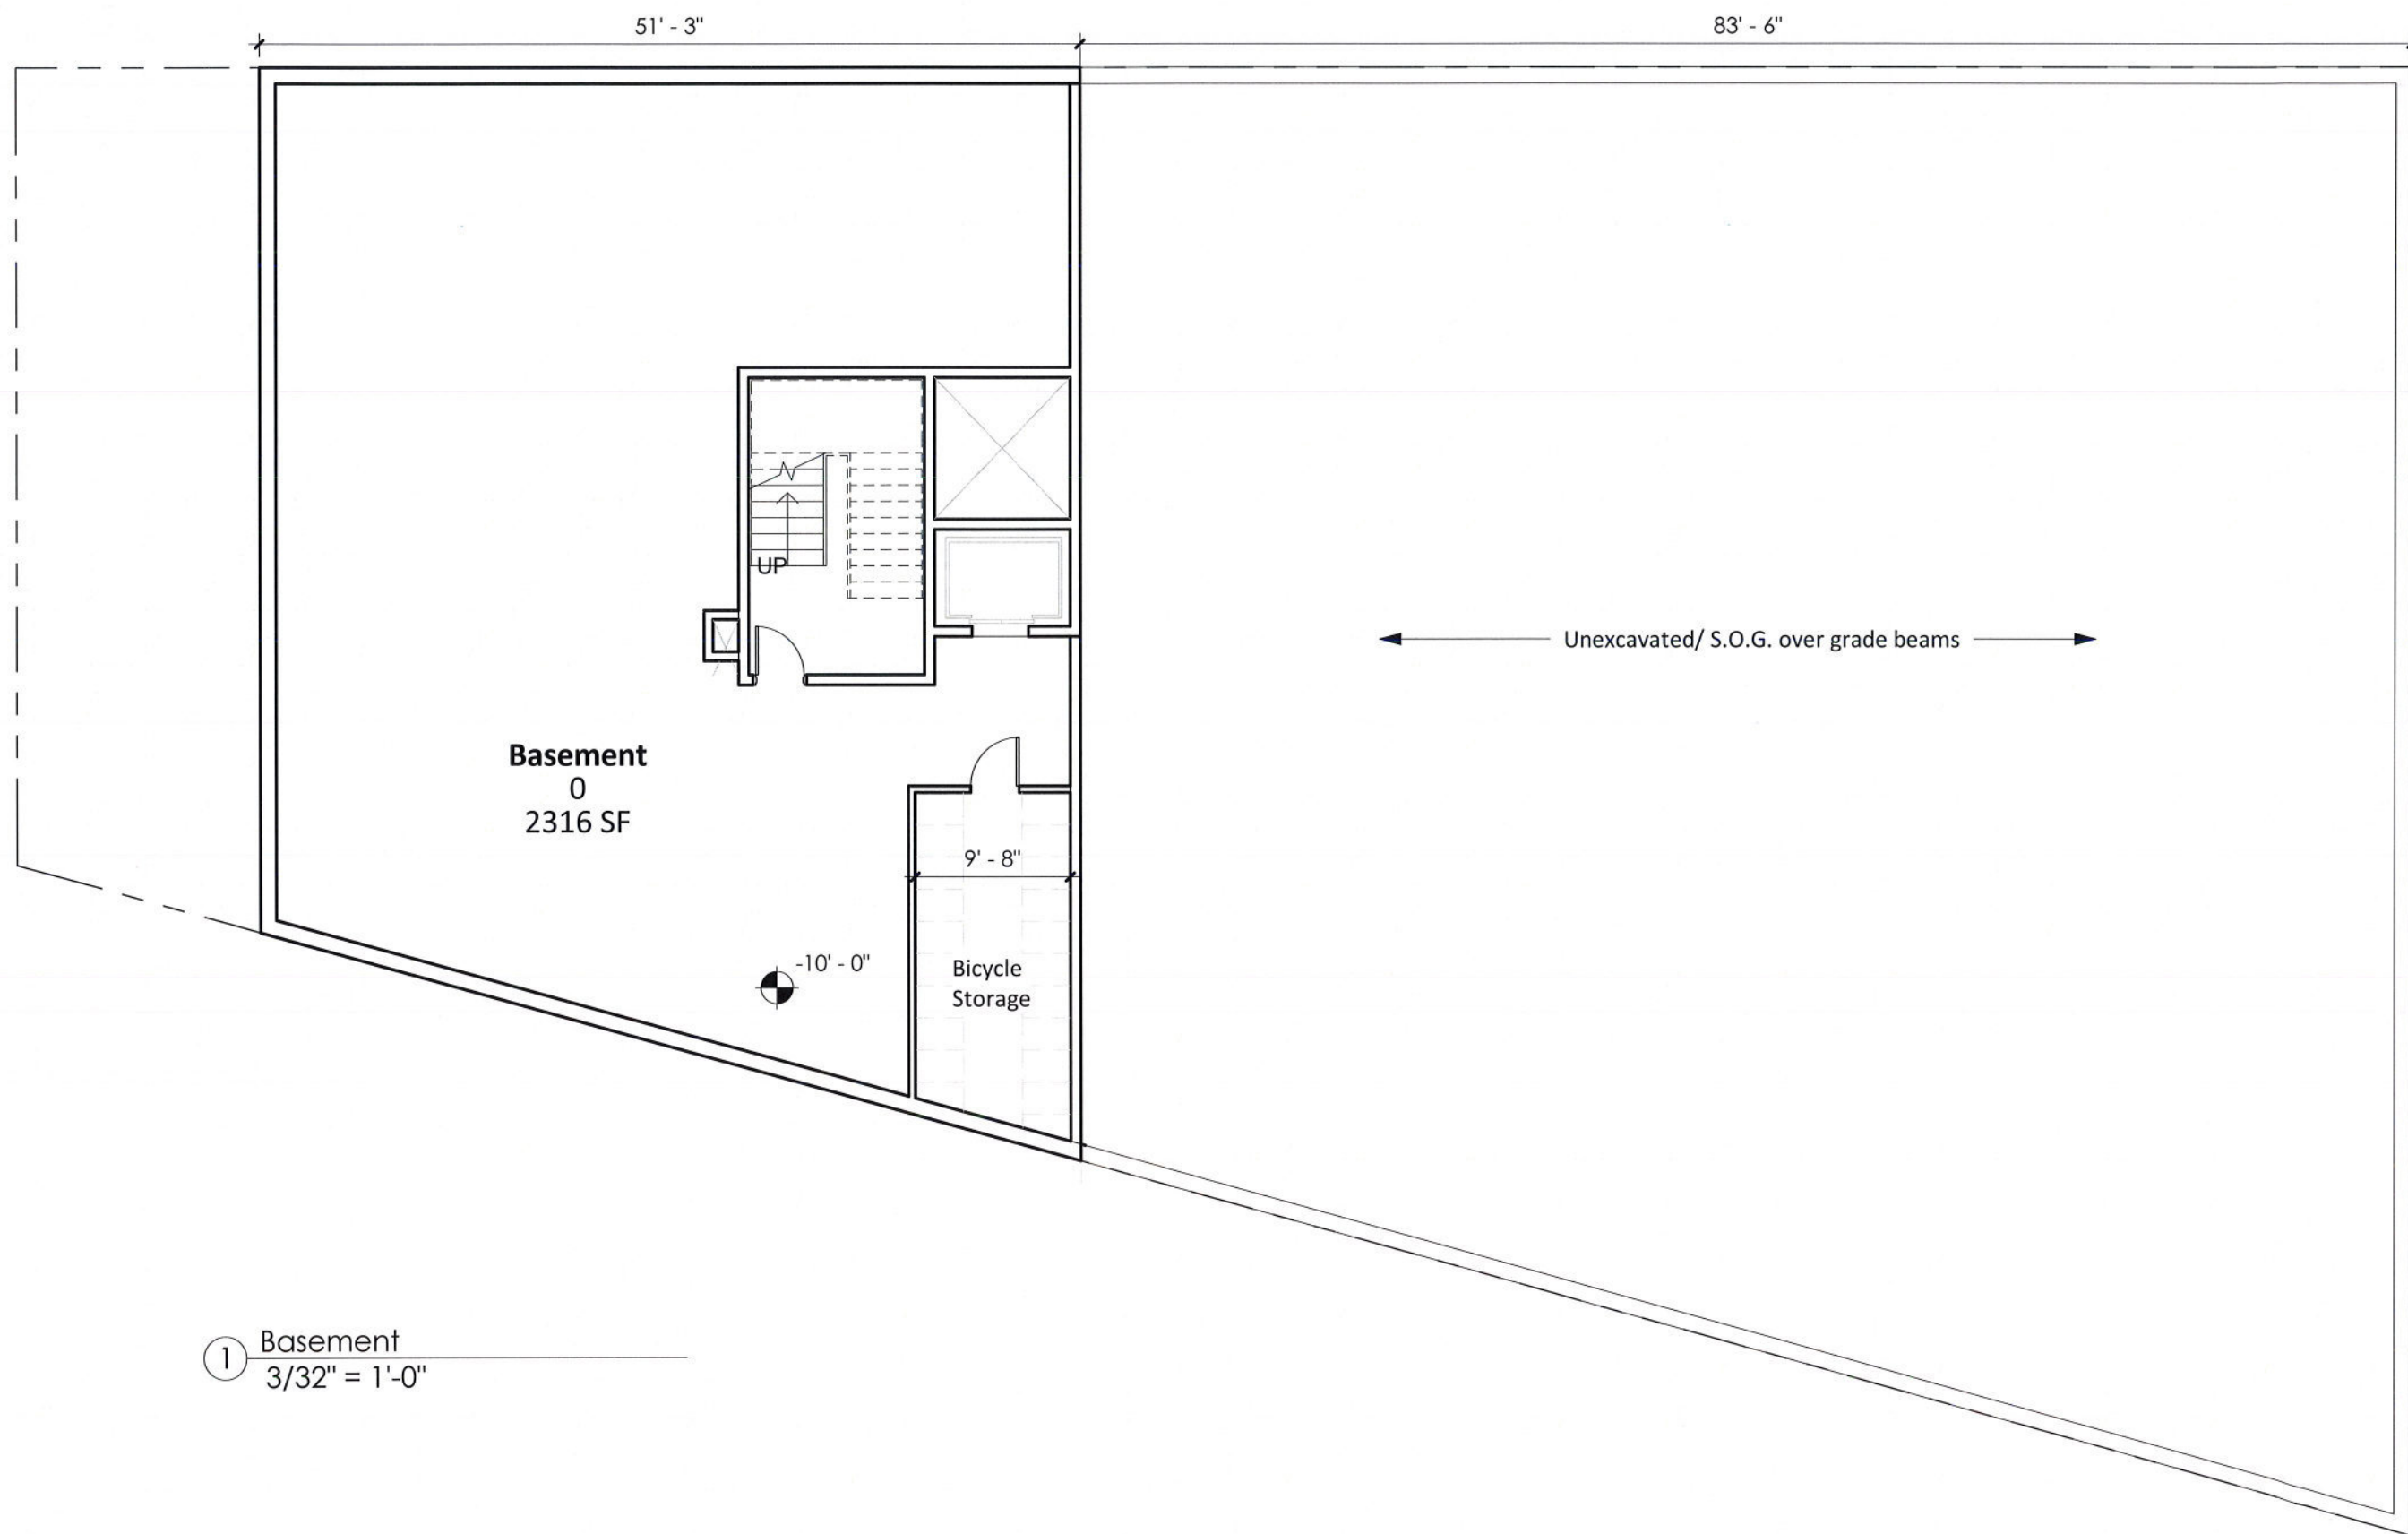 51' - 3"
83' - 6"
UP
Unexcavated/ S.O.G. over grade beams
Basement
0
2316 SF
9' - 8"
-10' - 0"
Bicycle
Storage
1
Basement
3/32" = 1'-0"